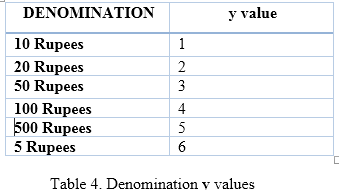 DENOMINATION y value
10 Rupees 1
20 Rupees 2
50 Rupees 3
100 Rupees 4
500 Rupees 5
5 Rupees 6
Table 4. Denomination y values